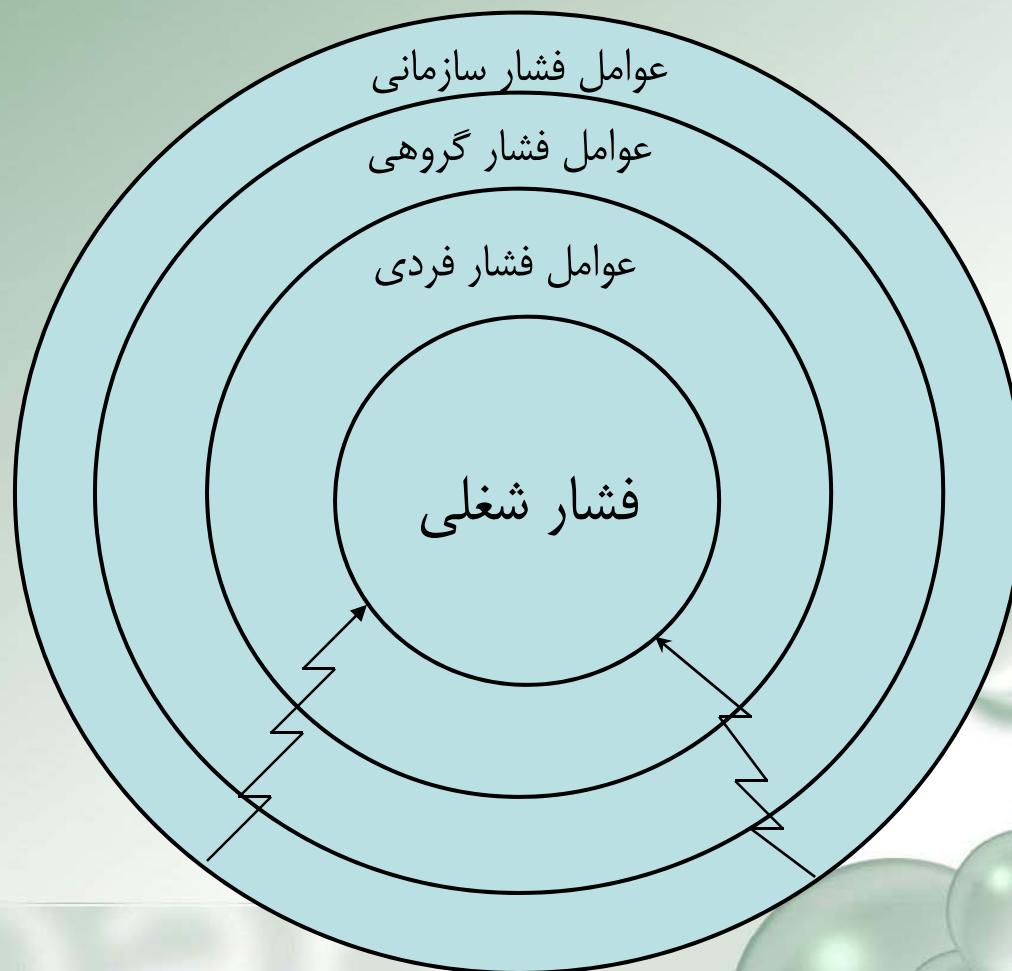 عوامل فشار سازمانی
عوامل فشار گروهی
عوامل فشار فردی
فشار شغلی